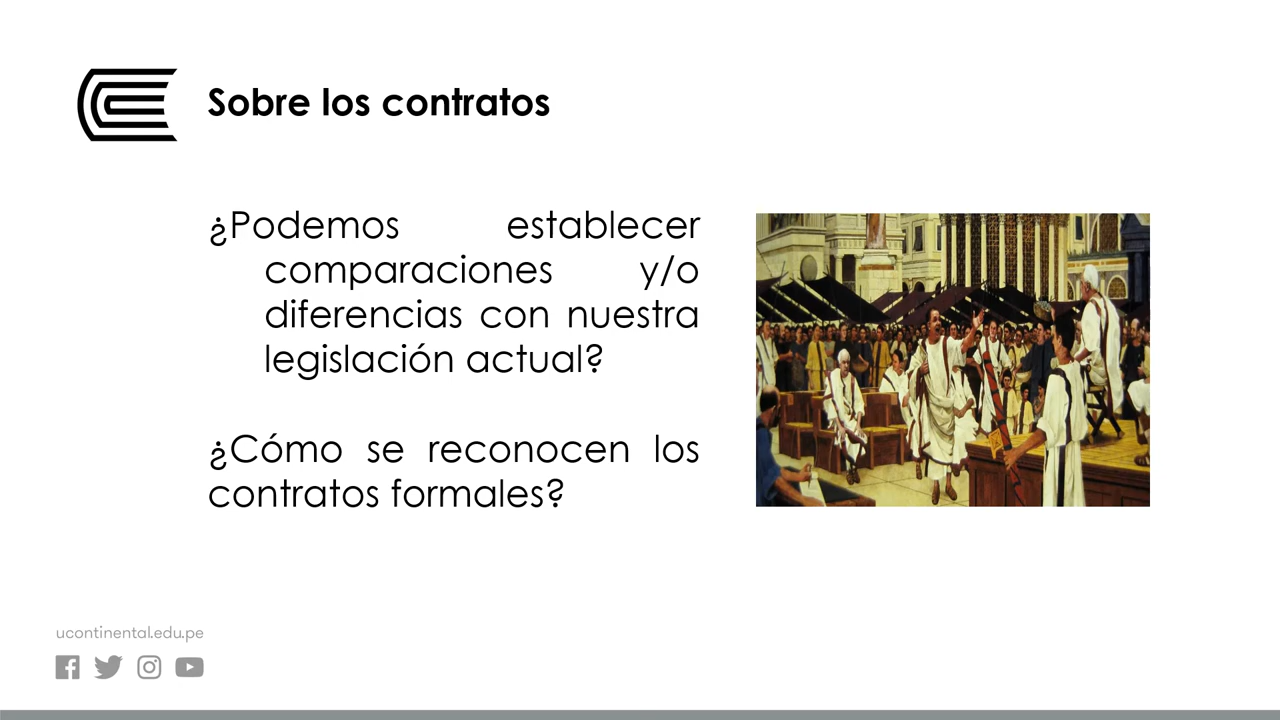 Sobre los contratos
¿Podemos establecer
comparaciones y/o
diferencias con nuestra
legislación actual?
¿Cómo se reconocen los
contratos formales?
ucontinental.edu.pe